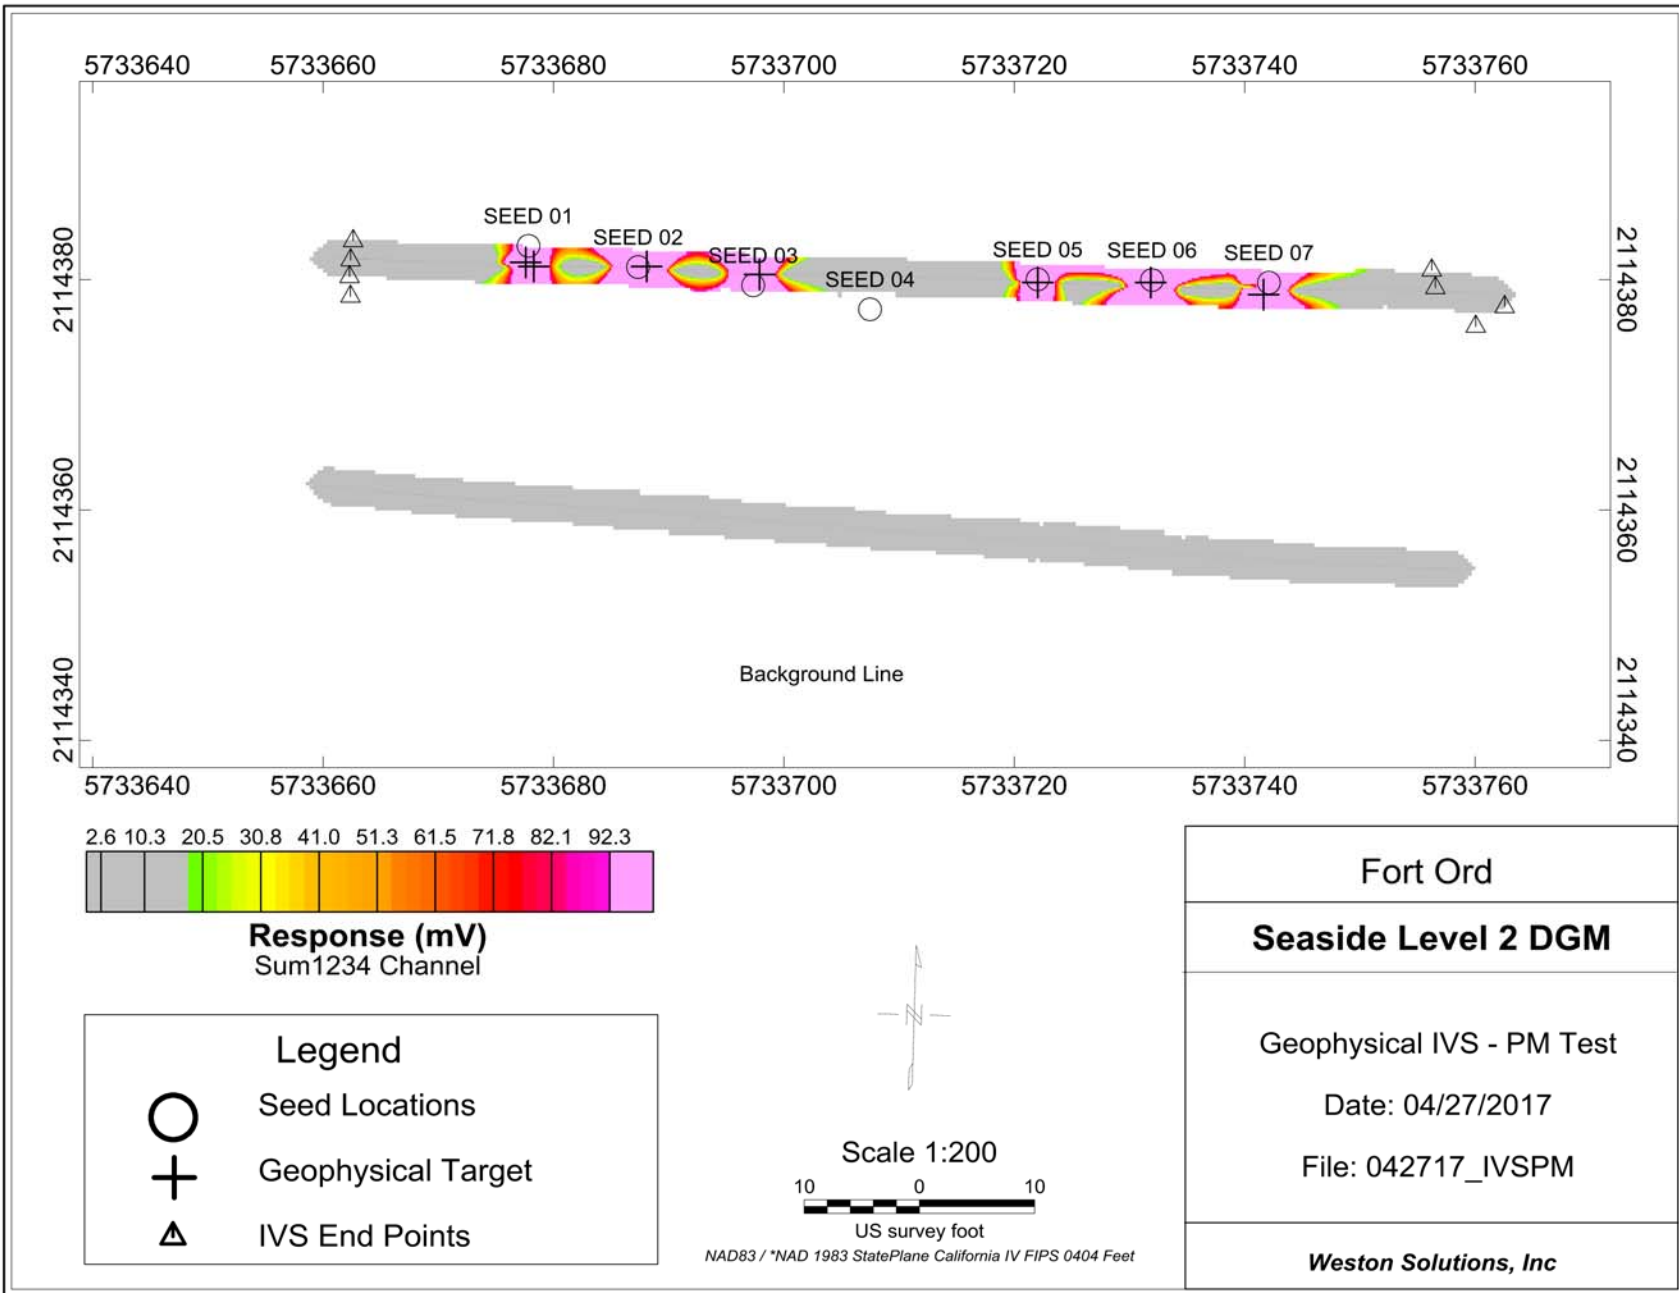 5733640 5733660 5733680 5733700 5733720 5733740 5733760
SEED 01
SEED 02
SEED 03
SEED 04
SEED 05
SEED 06
SEED 07
2114380
2114380
2114360
2114360
2114340
2114340
Background Line
5733640 5733660 5733680 5733700 5733720 5733740 5733760
2.6 10.3 20.5 30.8 41.0 51.3 61.5 71.8 82.1 92.3
Response (mV)
Sum1234 Channel
Legend
Seed Locations
Geophysical Target
IVS End Points
N
Scale 1:200
10 0 10
US survey foot
NAD83 / *NAD 1983 StatePlane California IV FIPS 0404 Feet
Fort Ord
Seaside Level 2 DGM
Geophysical IVS - PM Test
Date: 04/27/2017
File: 042717_IVSPM
Weston Solutions, Inc